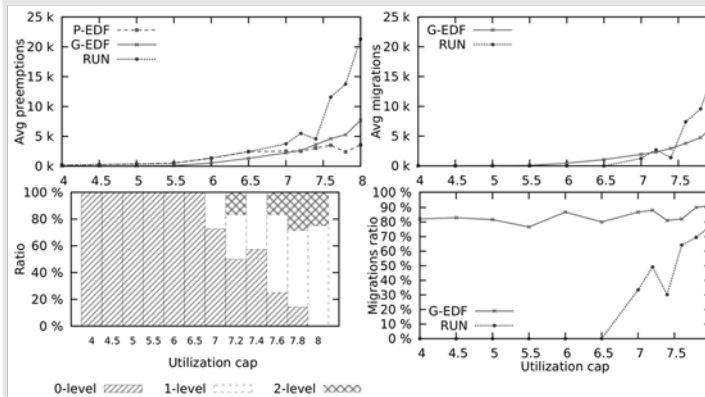 Avg preemptions
25 k
20 k
15 k
10 k
5 k
0 k
P-EDF
G-EDF
RUN
4 4.5 5 5.5 6 6.5 7 7.5 8
Avg migrations
25 k
20 k
15 k
10 k
5 k
0 k
G-EDF
RUN
4 4.5 5 5.5 6 6.5 7 7.5
Ratio
100 %
80 %
60 %
40 %
20 %
0 %
4 4.5 5 5.5 6 6.5 7 7.2 7.4 7.6 7.8 8
Utilization cap
0-level 1-level 2-level
Migrations ratio
100 %
90 %
80 %
70 %
60 %
50 %
40 %
30 %
20 %
10 %
0 %
G-EDF
RUN
4 4.5 5 5.5 6 6.5 7 7.5
Utilization cap